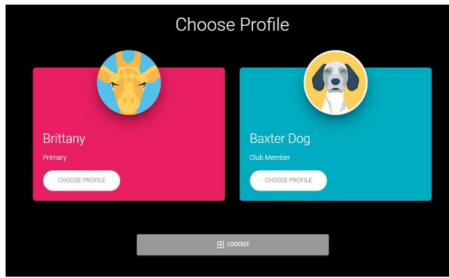 Choose Profile
Brittany
Primary
CHOOSE PROFILE
Baxter Dog
Club Member
CHOOSE PROFILE
LOGOUT